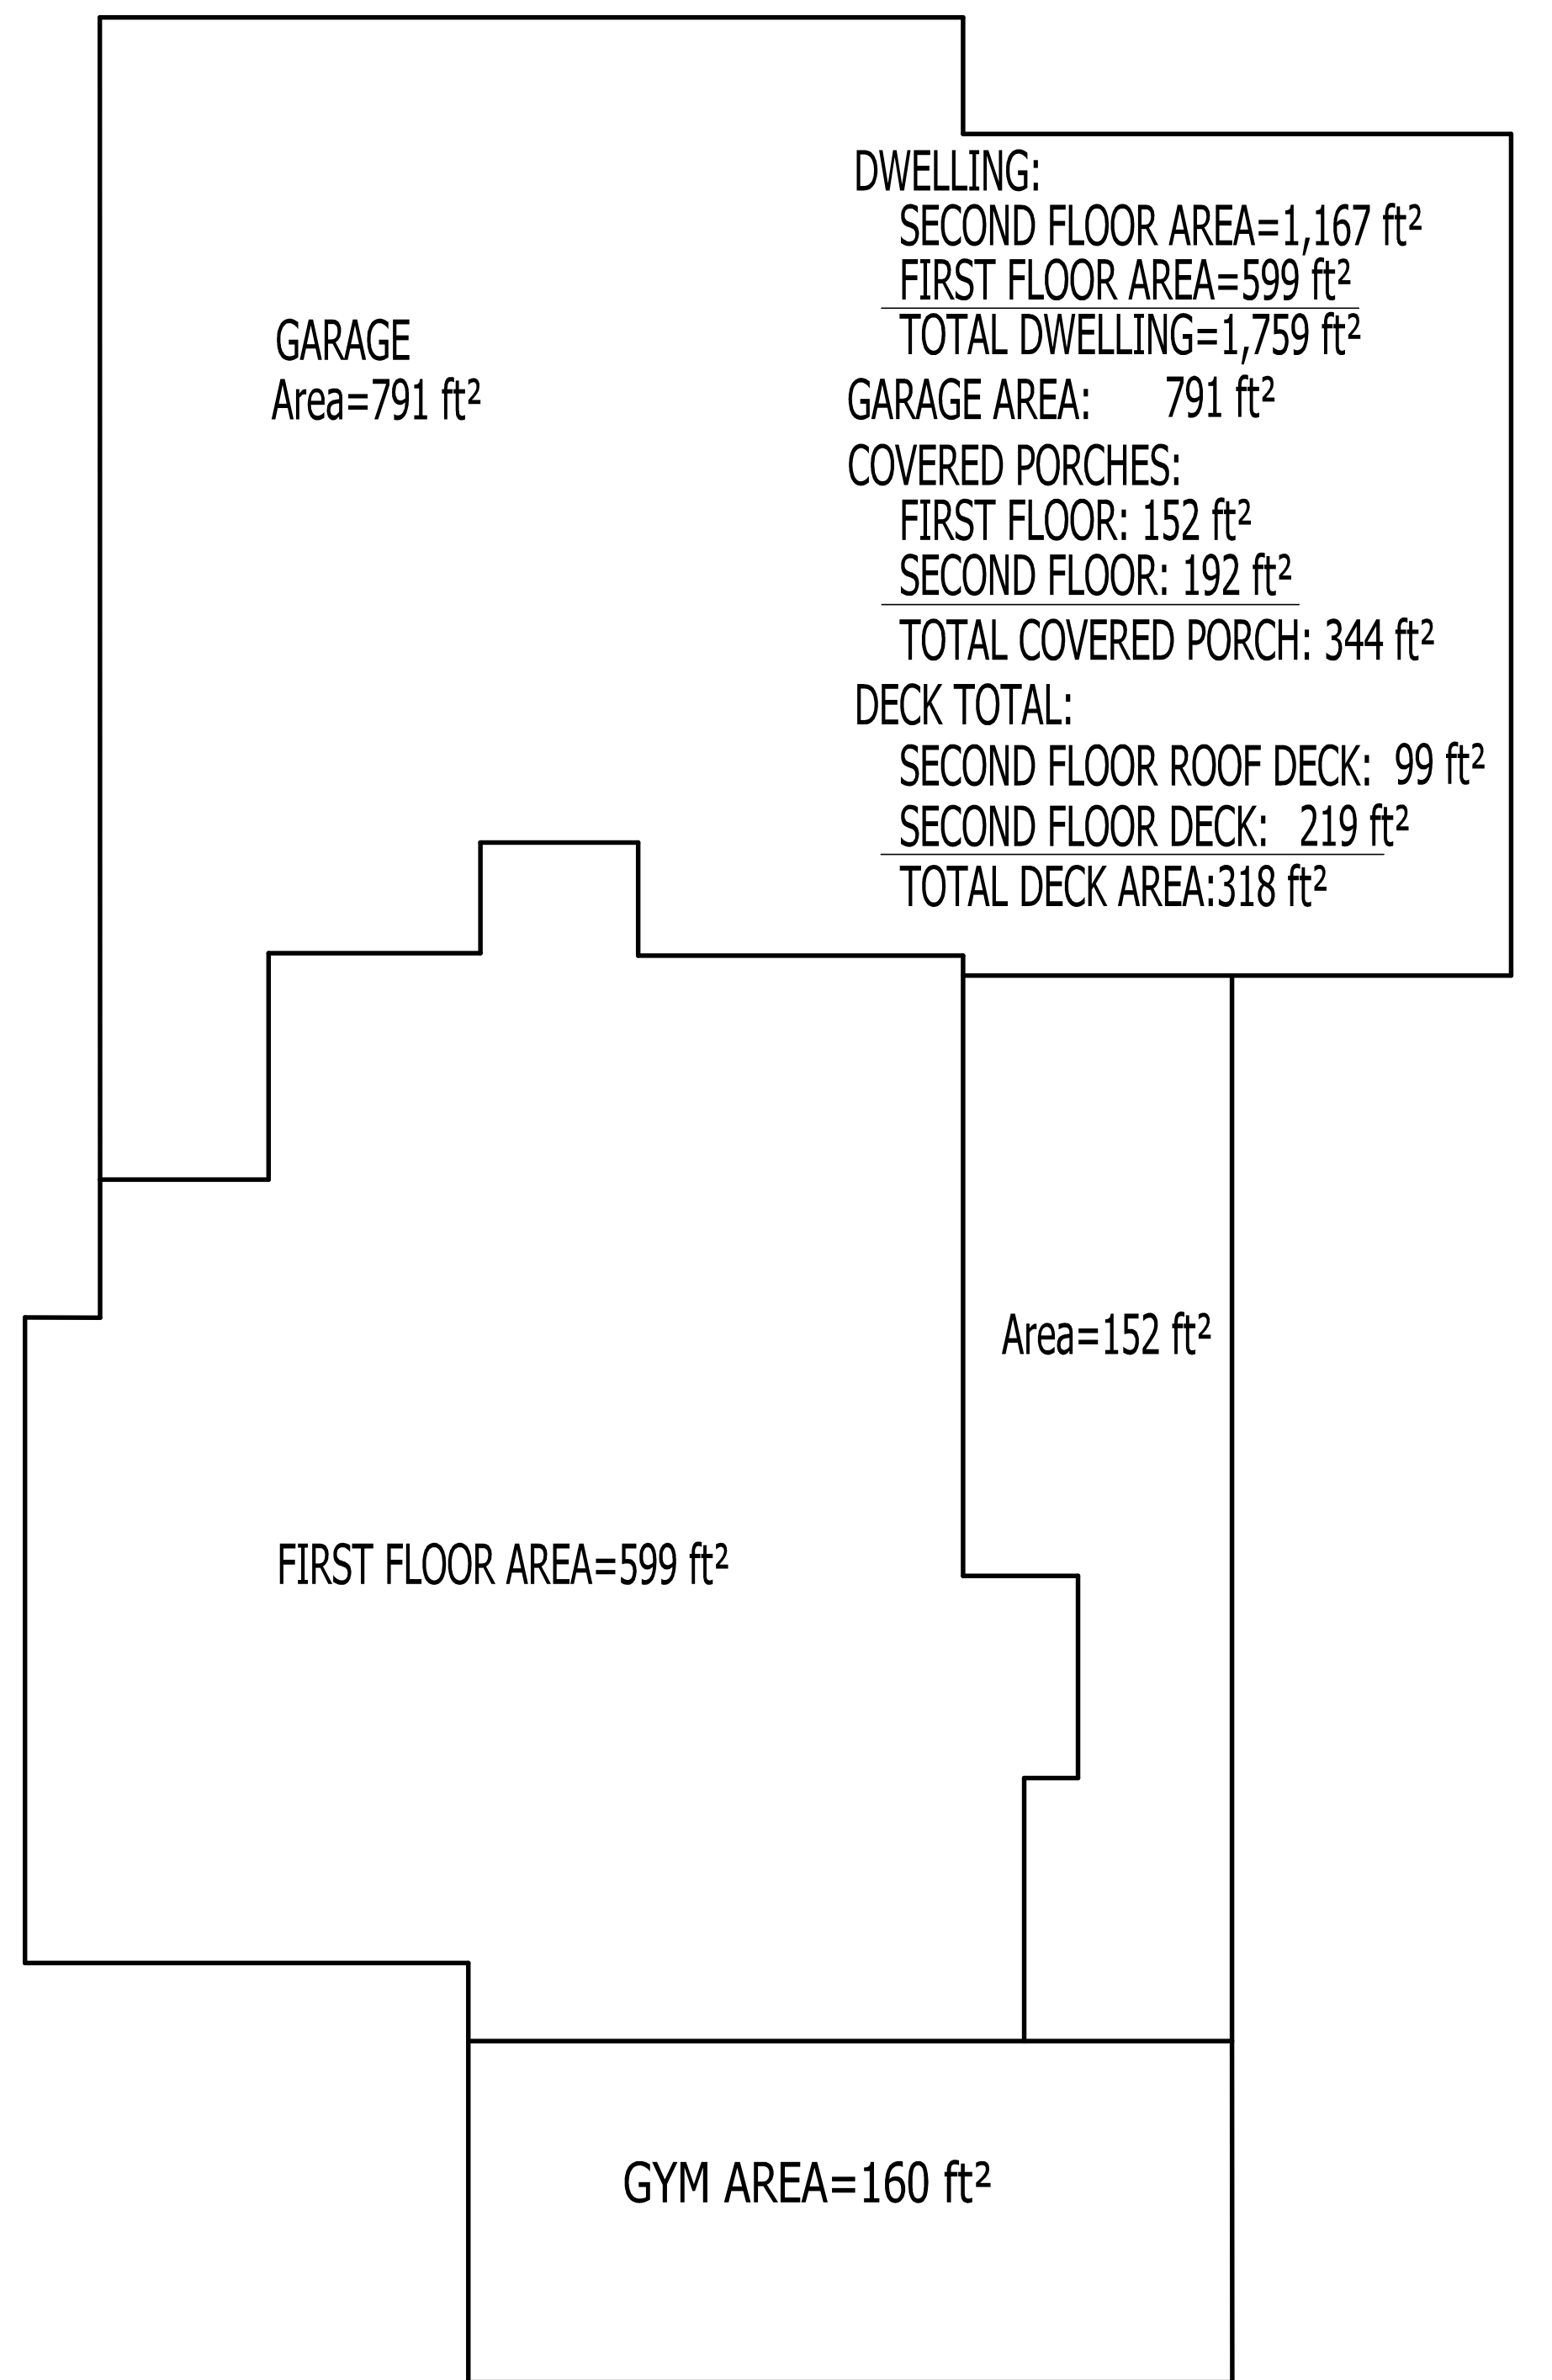 DWELLING:
SECOND FLOOR AREA=1,167 ft²
FIRST FLOOR AREA=599 ft²
TOTAL DWELLING=1,759 ft²
GARAGE
Area=791 ft²
GARAGE AREA: 791 ft²
COVERED PORCHES:
FIRST FLOOR: 152 ft²
SECOND FLOOR: 192 ft²
TOTAL COVERED PORCH: 344 ft²
DECK TOTAL:
SECOND FLOOR ROOF DECK: 99 ft²
SECOND FLOOR DECK: 219 ft²
TOTAL DECK AREA:318 ft²
Area=152 ft²
FIRST FLOOR AREA=599 ft²
GYM AREA=160 ft²